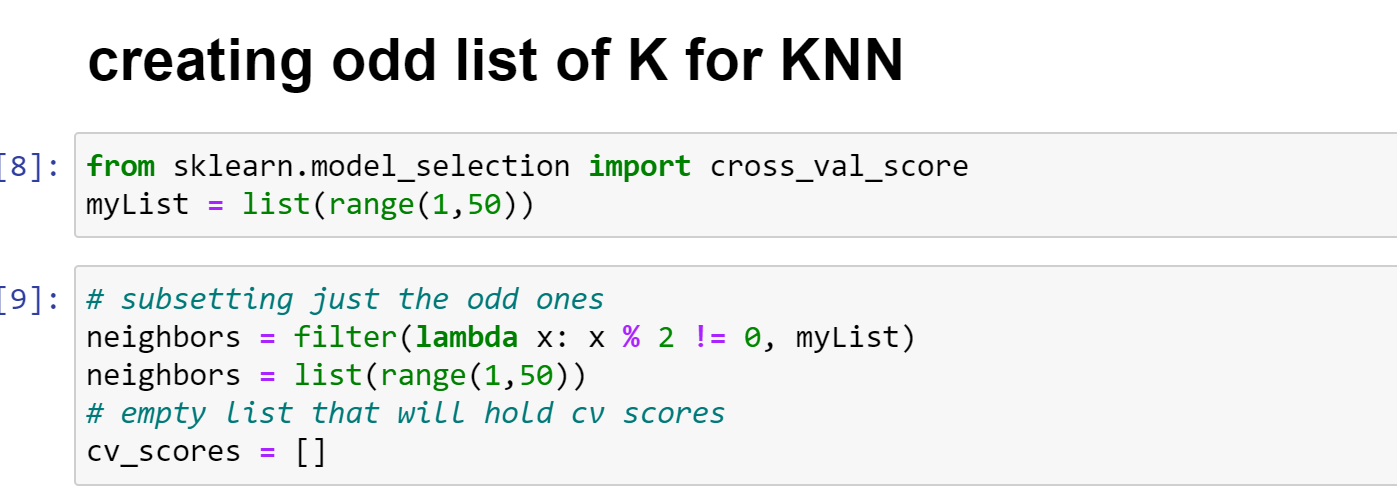 creating odd list of K for KNN
[8]: from sklearn.model_selection import cross_val_score
myList = list(range(1,50))
[9]: # subsetting just the odd ones
neighbors = filter(lambda x: x % 2 != 0, myList)
neighbors = list(range(1,50))
# empty list that will hold cv scores
cv_scores = []